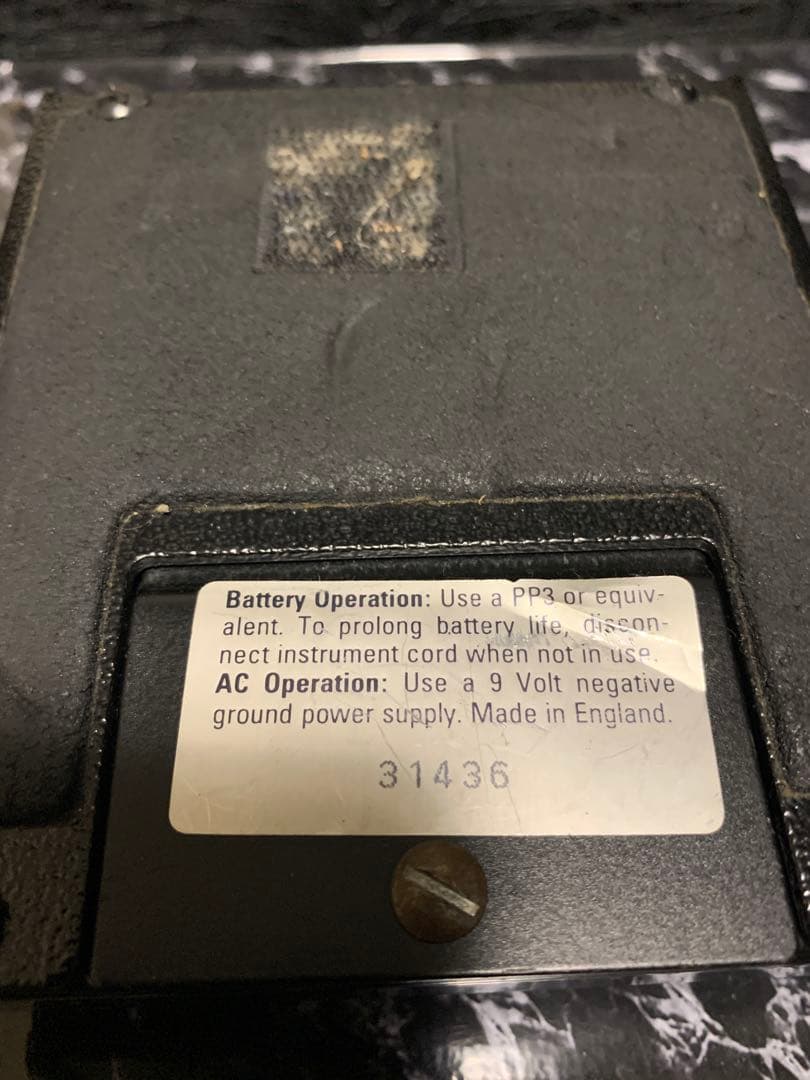 Battery Operation: Use a PP3 or equiv-
alent. To prolong battery life, discon-
nect instrument cord when not in use.
AC Operation: Use a 9 Volt negative
ground power supply. Made in England.
31436